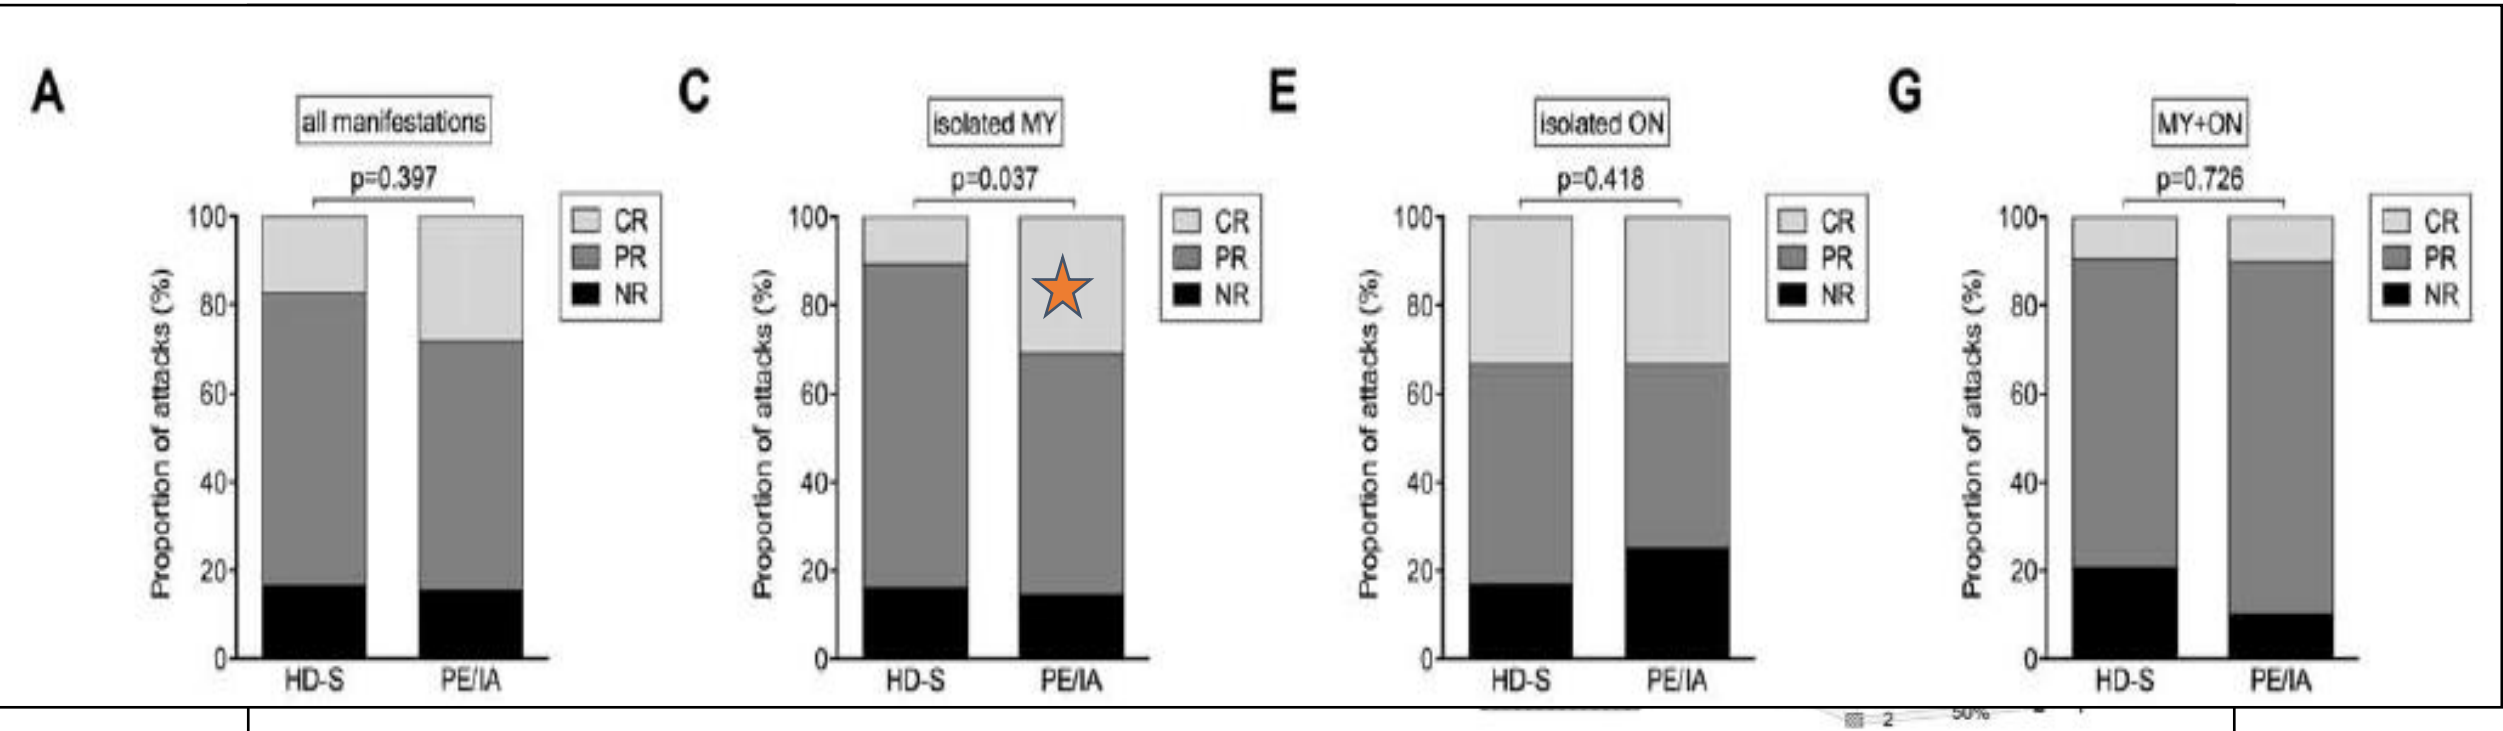 A
all manifestations
p=0.397
Proportion of attacks (%)
100
80
60
40
20
0
HD-S PE/IA
CR
PR
NR
C
isolated MY
p=0.037
Proportion of attacks (%)
100
80
60
40
20
0
HD-S PE/IA
CR
PR
NR
E
isolated ON
p=0.418
Proportion of attacks (%)
100
80
60
40
20
0
HD-S PE/IA
CR
PR
NR
G
MY+ON
p=0.726
Proportion of attacks (%)
100
80
60
40
20
0
HD-S PE/IA
CR
PR
NR
2 50%